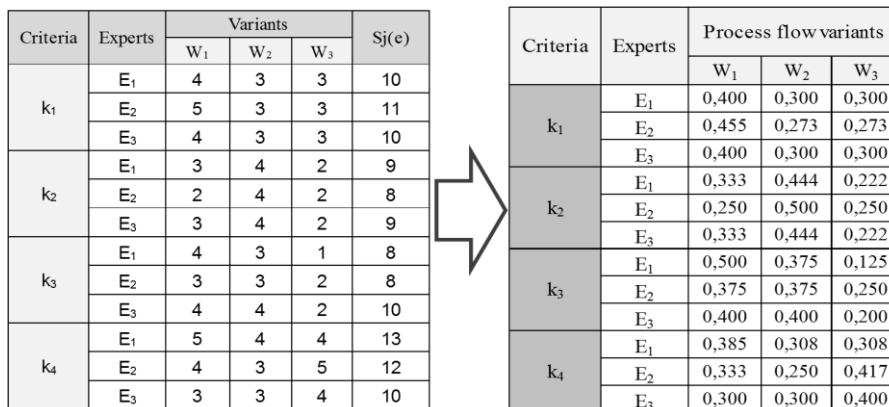 Criteria Experts Variants Sj(e)
W₁ W₂ W₃
k₁ E₁ 4 3 3 10
E₂ 5 3 3 11
E₃ 4 3 3 10
k₂ E₁ 3 4 2 9
E₂ 2 4 2 8
E₃ 3 4 2 9
k₃ E₁ 4 3 1 8
E₂ 3 3 2 8
E₃ 4 4 2 10
k₄ E₁ 5 4 4 13
E₂ 4 3 5 12
E₃ 3 3 4 10
Criteria Experts Process flow variants
W₁ W₂ W₃
k₁ E₁ 0,400 0,300 0,300
E₂ 0,455 0,273 0,273
E₃ 0,400 0,300 0,300
k₂ E₁ 0,333 0,444 0,222
E₂ 0,250 0,500 0,250
E₃ 0,333 0,444 0,222
k₃ E₁ 0,500 0,375 0,125
E₂ 0,375 0,375 0,250
E₃ 0,400 0,400 0,200
k₄ E₁ 0,385 0,308 0,308
E₂ 0,333 0,250 0,417
E₃ 0,300 0,300 0,400